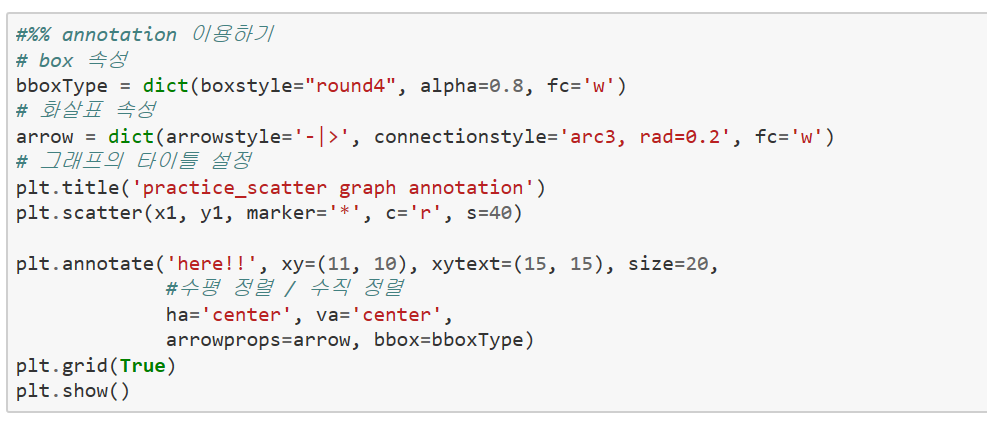 #%% annotation 이용하기
# box 속성
bboxType = dict(boxstyle="round4", alpha=0.8, fc='w')
# 화살표 속성
arrow = dict(arrowstyle='-|>', connectionstyle='arc3, rad=0.2', fc='w')
# 그래프의 타이틀 설정
plt.title('practice_scatter graph annotation')
plt.scatter(x1, y1, marker='*', c='r', s=40)

plt.annotate('here!!', xy=(11, 10), xytext=(15, 15), size=20,
            #수평 정렬 / 수직 정렬
            ha='center', va='center',
            arrowprops=arrow, bbox=bboxType)
plt.grid(True)
plt.show()